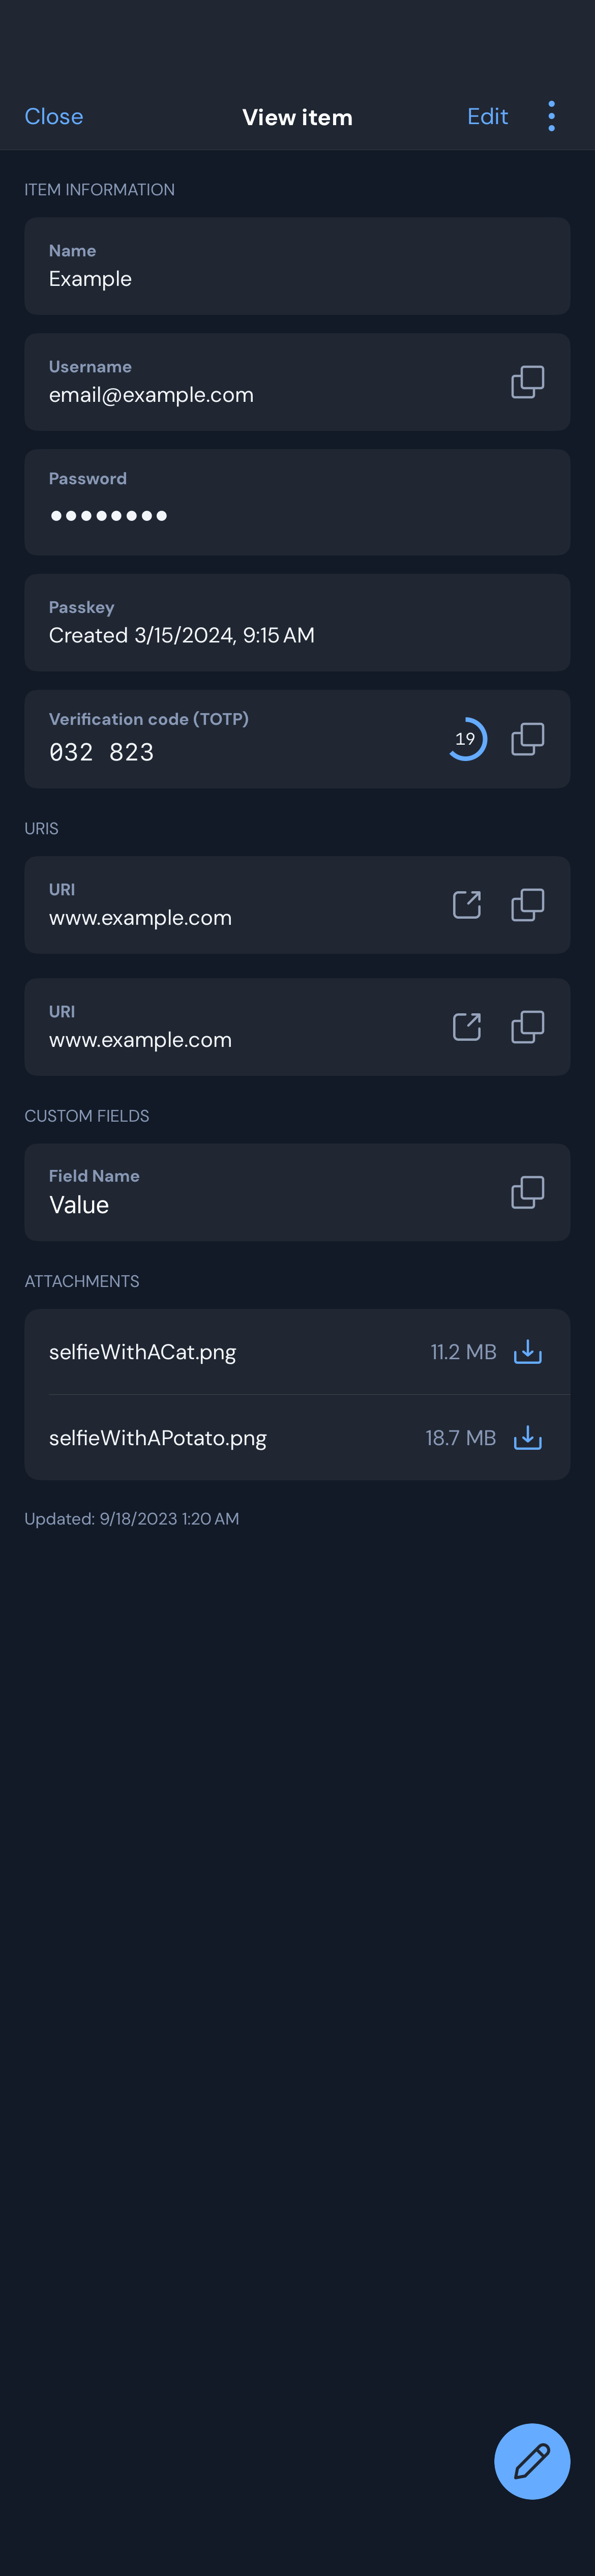 Close View item Edit
ITEM INFORMATION
Name
Example
Username
email@example.com
Password
Passkey
Created 3/15/2024, 9:15 AM
Verification code (TOTP)
032 823 19
URIS
URI
www.example.com
URI
www.example.com
CUSTOM FIELDS
Field Name
Value
ATTACHMENTS
selfieWithACat.png 11.2 MB
selfieWithAPotato.png 18.7 MB
Updated: 9/18/2023 1:20 AM